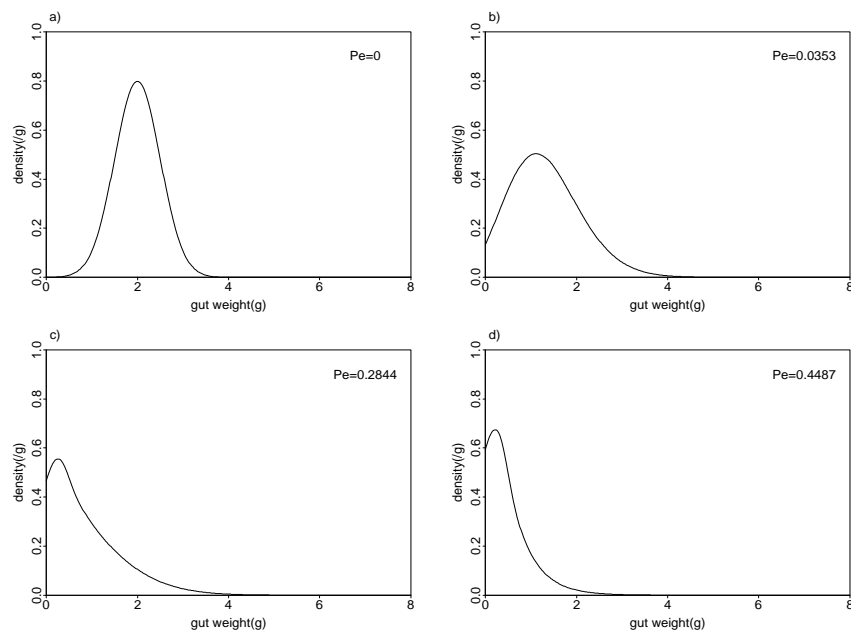 a)
Pe=0
density(/g)
0.0 0.2 0.4 0.6 0.8 1.0
0 2 4 6 8
gut weight(g)
b)
Pe=0.0353
density(/g)
0.0 0.2 0.4 0.6 0.8 1.0
0 2 4 6 8
gut weight(g)
c)
Pe=0.2844
density(/g)
0.0 0.2 0.4 0.6 0.8 1.0
0 2 4 6 8
gut weight(g)
d)
Pe=0.4487
density(/g)
0.0 0.2 0.4 0.6 0.8 1.0
0 2 4 6 8
gut weight(g)